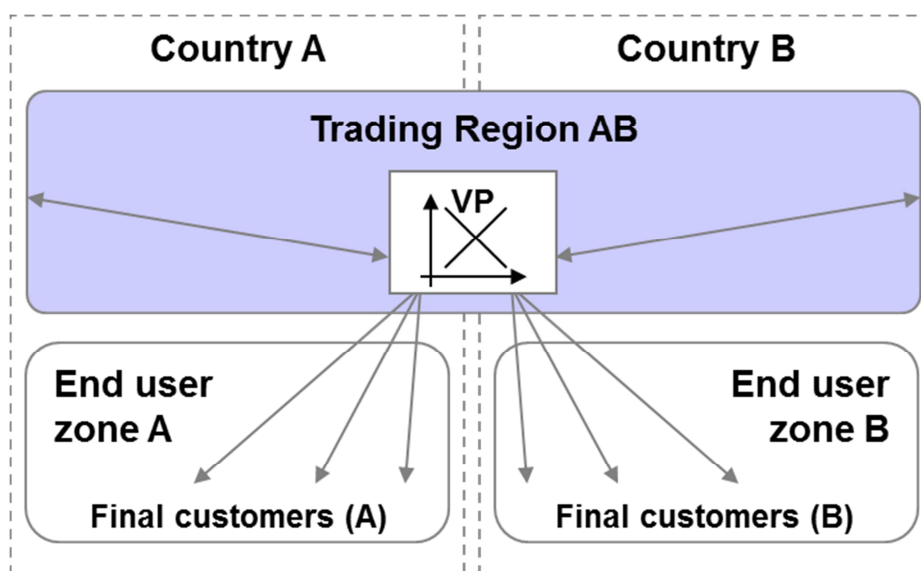 Country A
Country B
Trading Region AB
VP
End user
zone A
End user
zone B
Final customers (A)
Final customers (B)